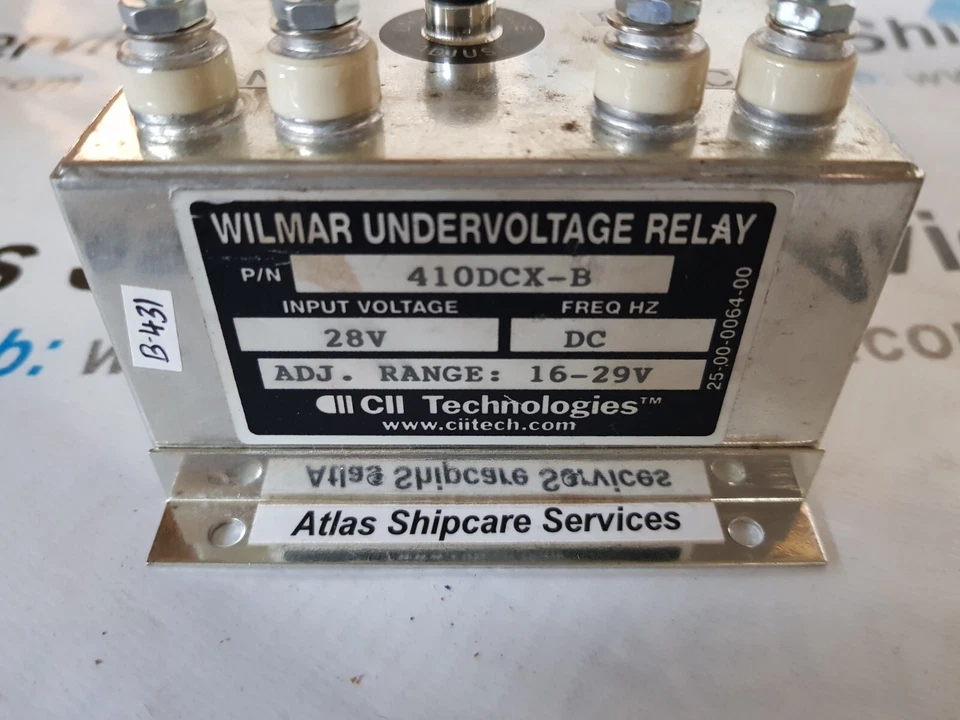 WILMAR UNDERVOLTAGE RELAY
P/N 410DCX-B
INPUT VOLTAGE FREQ HZ
28V DC
ADJ. RANGE: 16-29V
CII Technologies™
www.ciitech.com
25-00-0064-00
B-431
Atlas Shipcare Services
Atlas Shipcare Services